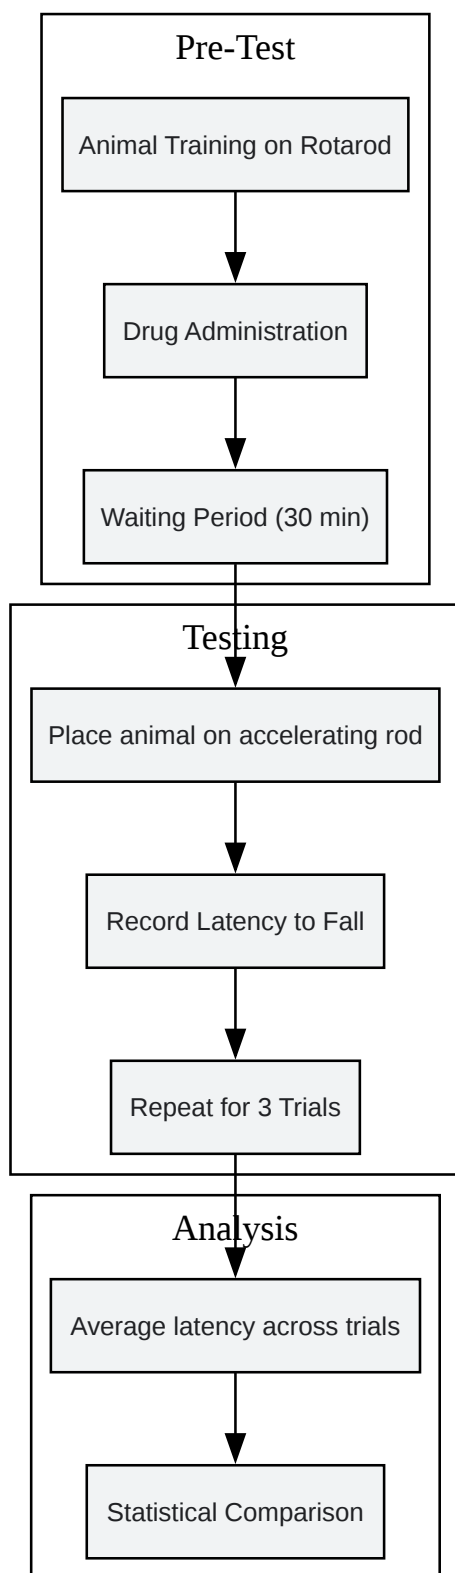 Pre-Test
Animal Training on Rotarod
Drug Administration
Waiting Period (30 min)
Testing
Place animal on accelerating rod
Record Latency to Fall
Repeat for 3 Trials
Analysis
Average latency across trials
Statistical Comparison